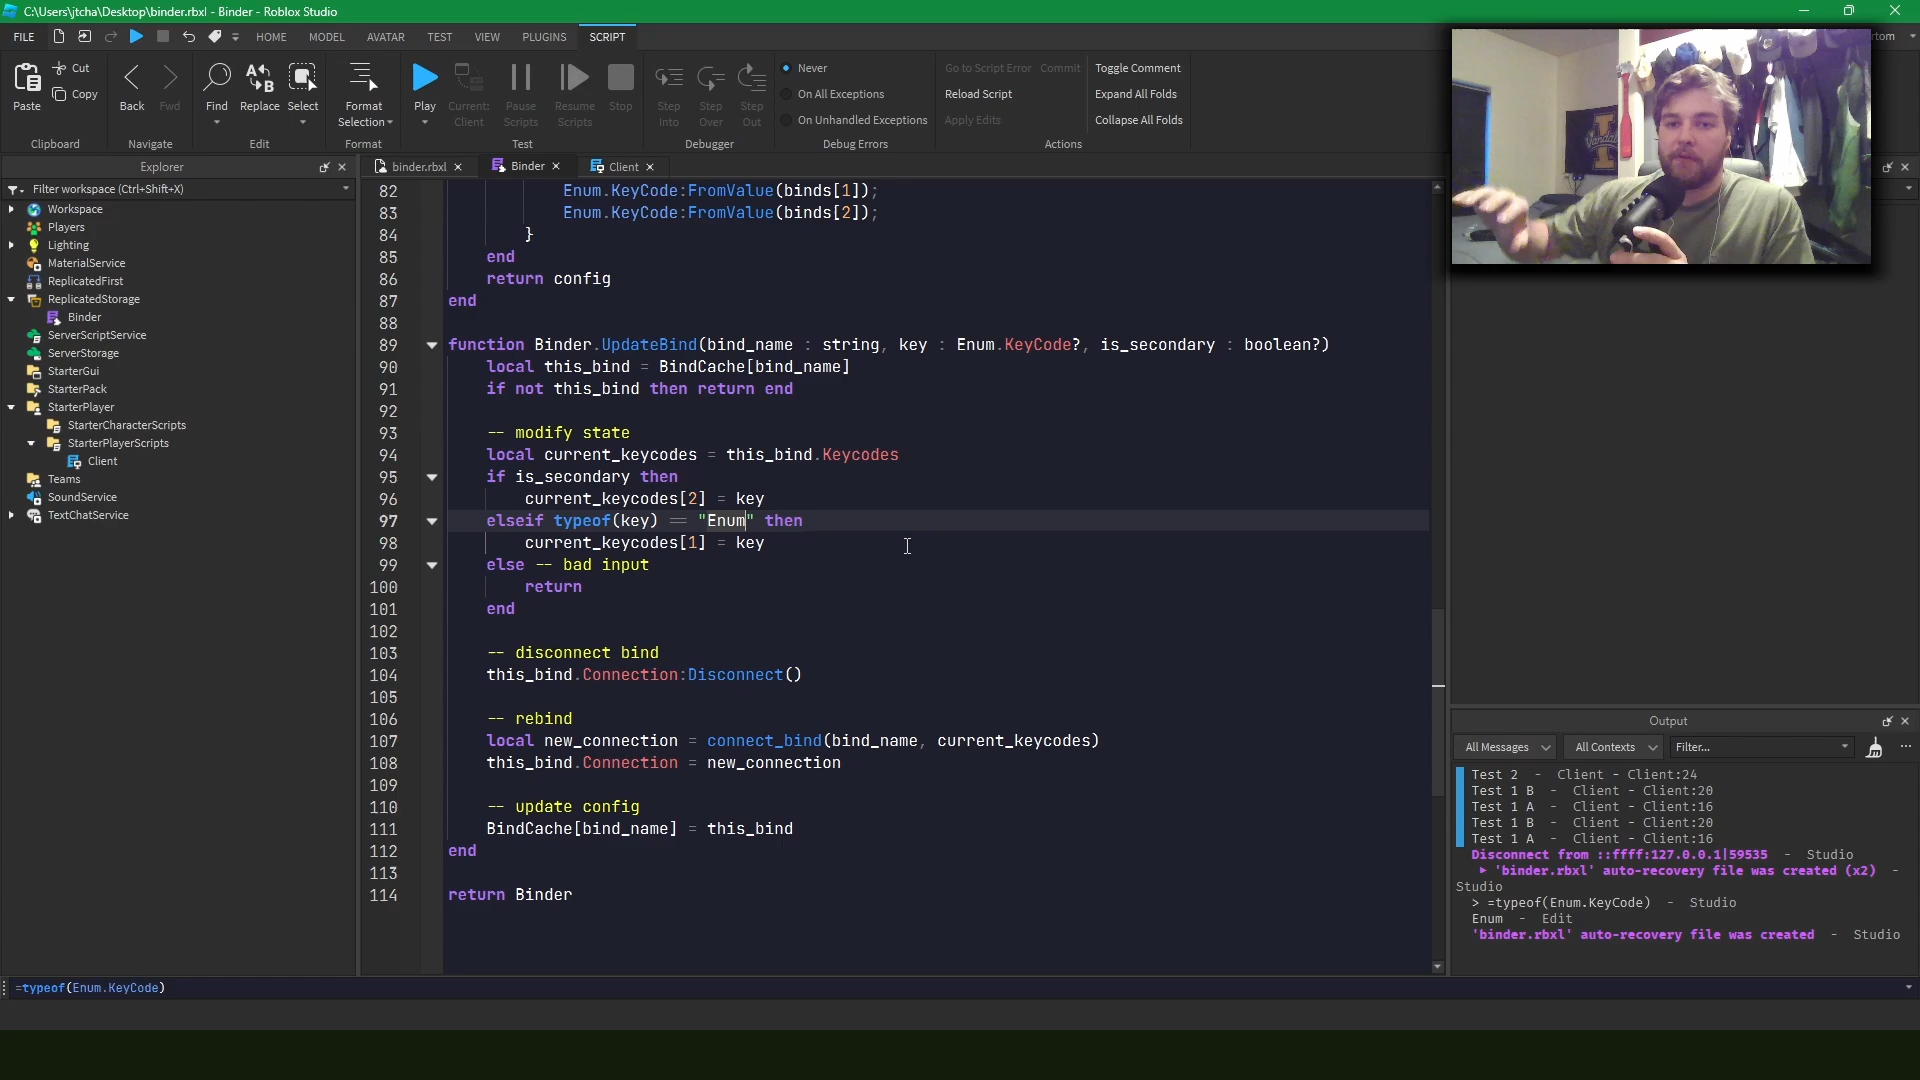 C:\Users\jtcha\Desktop\binder.rbxl - Binder - Roblox Studio
FILE HOME MODEL AVATAR TEST VIEW PLUGINS SCRIPT
Paste Cut Copy Clipboard
Back Fwd Navigate
Find Replace Select Edit
Format Selection Format
Play Current: Client Pause Scripts Resume Scripts Stop Test
Step Into Step Over Step Out Debugger
Never
On All Exceptions
On Unhandled Exceptions
Debug Errors
Go to Script Error Commit Toggle Comment
Reload Script Expand All Folds
Apply Edits Collapse All Folds
Actions
Explorer
Filter workspace (Ctrl+Shift+X)
Workspace
Players
Lighting
MaterialService
ReplicatedFirst
ReplicatedStorage
Binder
ServerScriptService
ServerStorage
StarterGui
StarterPack
StarterPlayer
StarterCharacterScripts
StarterPlayerScripts
Client
Teams
SoundService
TextChatService
binder.rbxl Binder Client
82 Enum.KeyCode:FromValue(binds[1]);
83 Enum.KeyCode:FromValue(binds[2]);
84 }
85 end
86 return config
87 end
88
89 function Binder.UpdateBind(bind_name : string, key : Enum.KeyCode?, is_secondary : boolean?)
90 local this_bind = BindCache[bind_name]
91 if not this_bind then return end
92
93 -- modify state
94 local current_keycodes = this_bind.Keycodes
95 if is_secondary then
96 current_keycodes[2] = key
97 elseif typeof(key) == "Enum" then
98 current_keycodes[1] = key
99 else -- bad input
100 return
101 end
102
103 -- disconnect bind
104 this_bind.Connection:Disconnect()
105
106 -- rebind
107 local new_connection = connect_bind(bind_name, current_keycodes)
108 this_bind.Connection = new_connection
109
110 -- update config
111 BindCache[bind_name] = this_bind
112 end
113
114 return Binder
Output
All Messages All Contexts Filter...
Test 2 - Client - Client:24
Test 1 B - Client - Client:20
Test 1 A - Client - Client:16
Test 1 B - Client - Client:20
Test 1 A - Client - Client:16
Disconnect from ::ffff:127.0.0.1|59535 - Studio
'binder.rbxl' auto-recovery file was created (x2) -
Studio
> =typeof(Enum.KeyCode) - Studio
Enum - Edit
'binder.rbxl' auto-recovery file was created - Studio
=typeof(Enum.KeyCode)